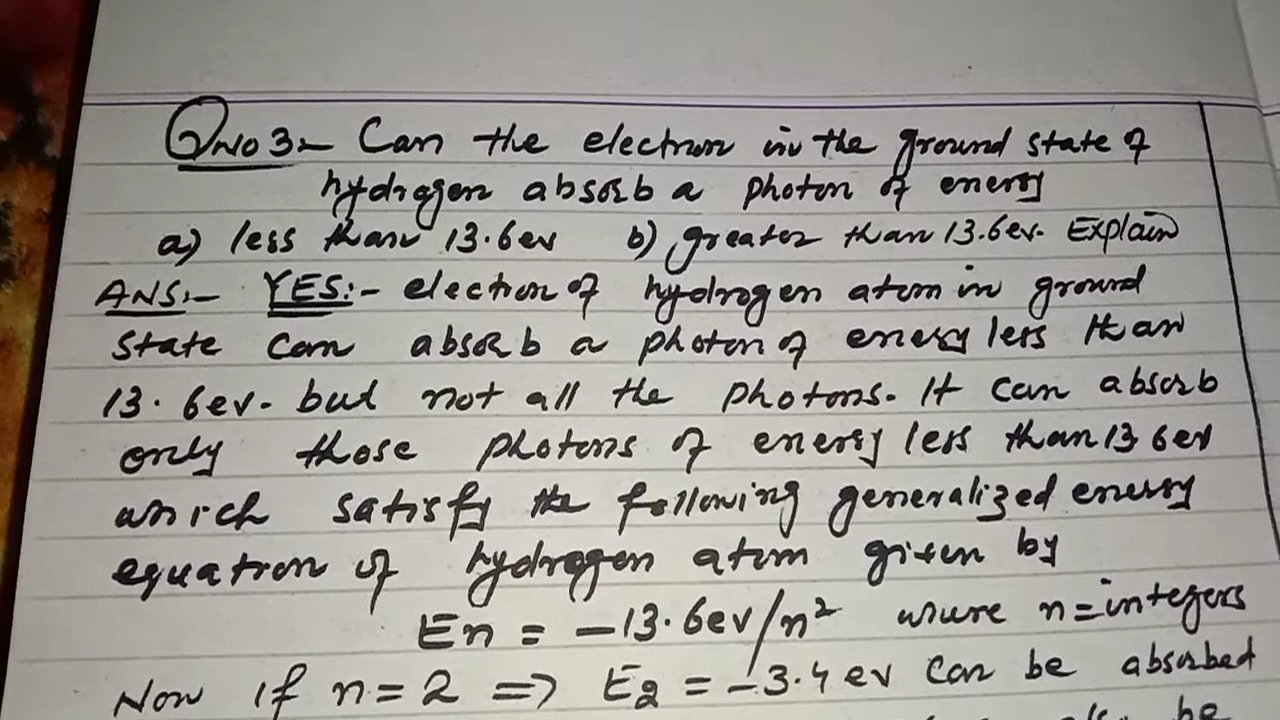 QNO3:- Can the electron in the ground state of
hydrogen absorb a photon of energy
a) less than 13.6ev b) greater than 13.6ev. Explain
ANS:- YES:- electron of hydrogen atom in ground
state can absorb a photon of energy less than
13.6ev. but not all the photons. It can absorb
only those photons of energy less than 13 6ev
which satisfy the following generalized energy
equation of hydrogen atom given by
En = -13.6ev/n² where n=integers
Now if n=2 => E2 = -3.4ev can be absorbed
be